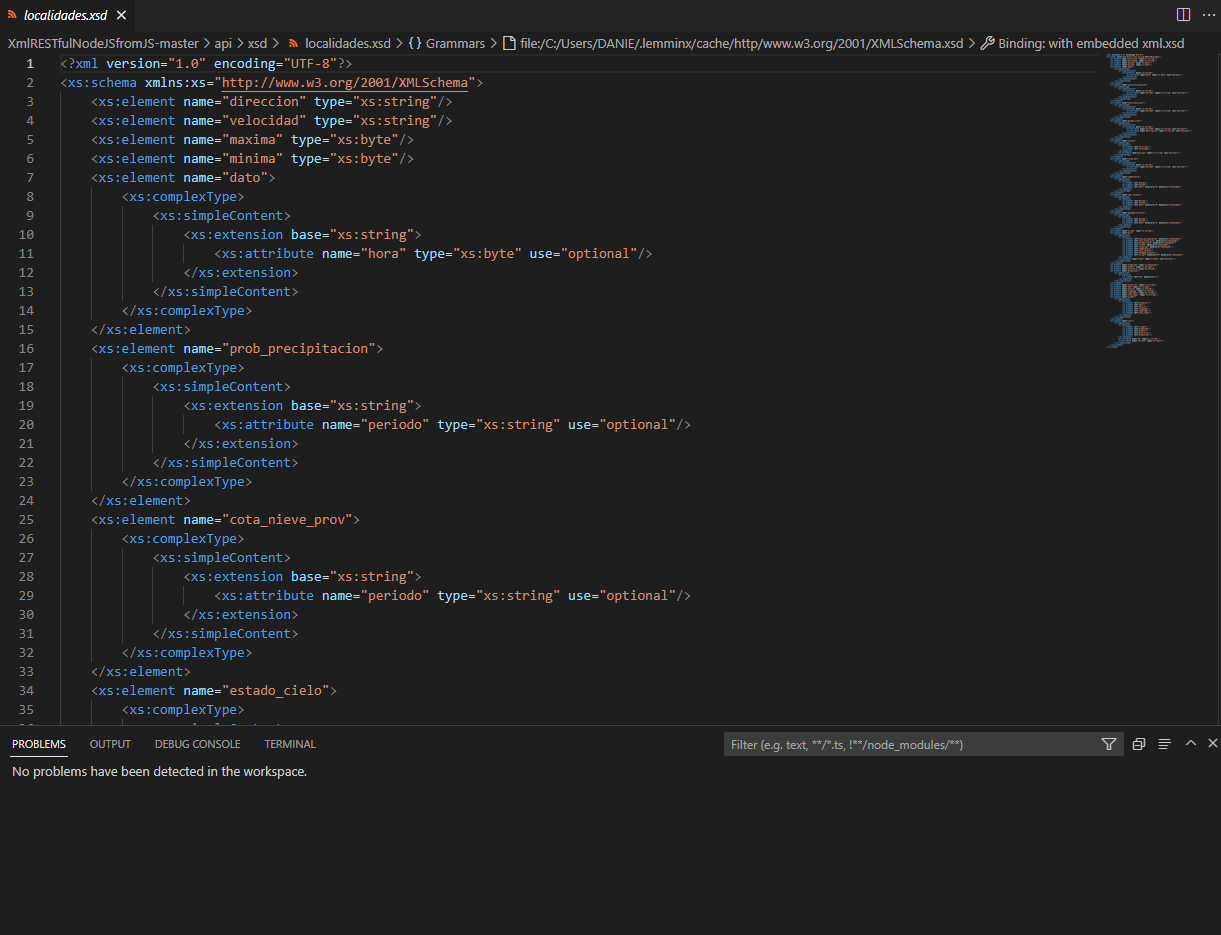 localidades.xsd
XmlRESTfulNodeJSfromJS-master > api > xsd > localidades.xsd > {} Grammars > file:/C:/Users/DANIE/.lemminx/cache/http/www.w3.org/2001/XMLSchema.xsd > Binding: with embedded xml.xsd
1 <?xml version="1.0" encoding="UTF-8"?>
2 <xs:schema xmlns:xs="http://www.w3.org/2001/XMLSchema">
3 <xs:element name="direccion" type="xs:string"/>
4 <xs:element name="velocidad" type="xs:string"/>
5 <xs:element name="maxima" type="xs:byte"/>
6 <xs:element name="minima" type="xs:byte"/>
7 <xs:element name="dato">
8 <xs:complexType>
9 <xs:simpleContent>
10 <xs:extension base="xs:string">
11 <xs:attribute name="hora" type="xs:byte" use="optional"/>
12 </xs:extension>
13 </xs:simpleContent>
14 </xs:complexType>
15 </xs:element>
16 <xs:element name="prob_precipitacion">
17 <xs:complexType>
18 <xs:simpleContent>
19 <xs:extension base="xs:string">
20 <xs:attribute name="periodo" type="xs:string" use="optional"/>
21 </xs:extension>
22 </xs:simpleContent>
23 </xs:complexType>
24 </xs:element>
25 <xs:element name="cota_nieve_prov">
26 <xs:complexType>
27 <xs:simpleContent>
28 <xs:extension base="xs:string">
29 <xs:attribute name="periodo" type="xs:string" use="optional"/>
30 </xs:extension>
31 </xs:simpleContent>
32 </xs:complexType>
33 </xs:element>
34 <xs:element name="estado_cielo">
35 <xs:complexType>
PROBLEMS OUTPUT DEBUG CONSOLE TERMINAL Filter (e.g. text, **/*.ts, !**/node_modules/**)
No problems have been detected in the workspace.